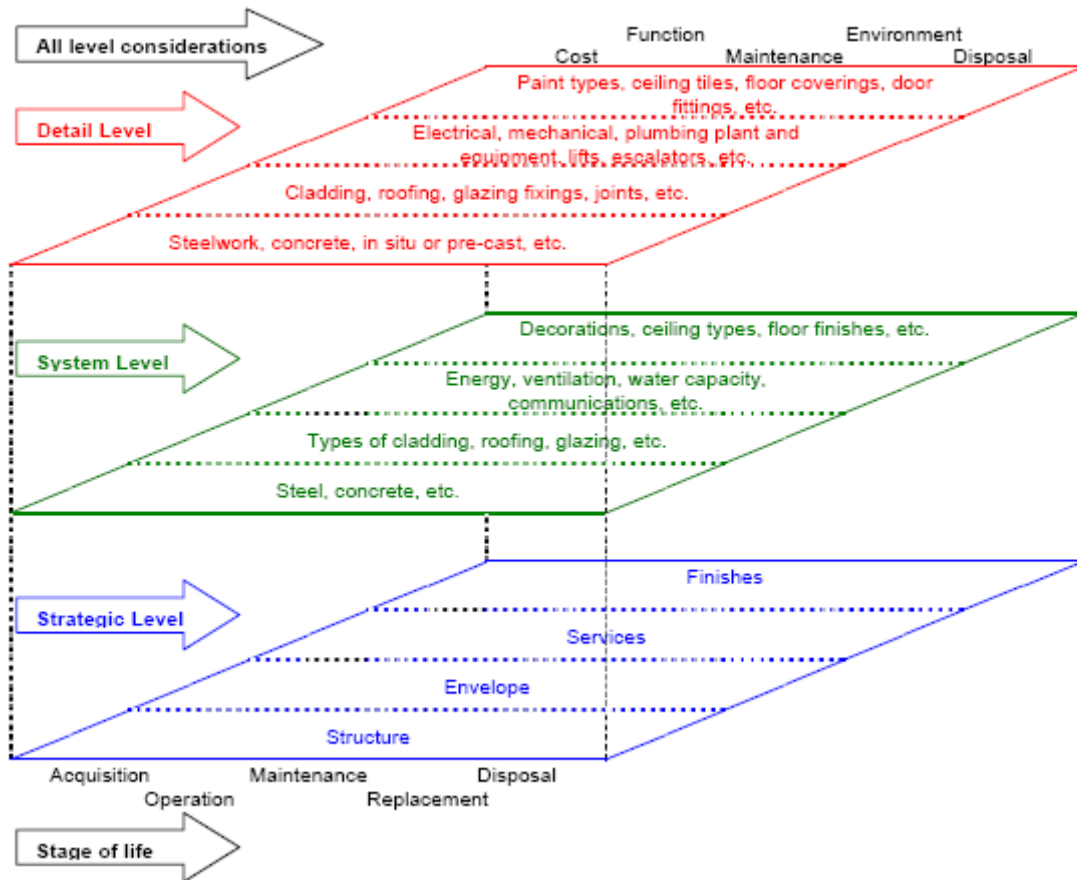 All level considerations
Function
Environment
Cost
Maintenance
Disposal
Detail Level
Paint types, ceiling tiles, floor coverings, door
fittings, etc.
Electrical, mechanical, plumbing plant and
equipment, lifts, escalators, etc.
Cladding, roofing, glazing fixings, joints, etc.
Steelwork, concrete, in situ or pre-cast, etc.
System Level
Decorations, ceiling types, floor finishes, etc.
Energy, ventilation, water capacity,
communications, etc.
Types of cladding, roofing, glazing, etc.
Steel, concrete, etc.
Strategic Level
Finishes
Services
Envelope
Structure
Acquisition
Maintenance
Disposal
Operation
Replacement
Stage of life